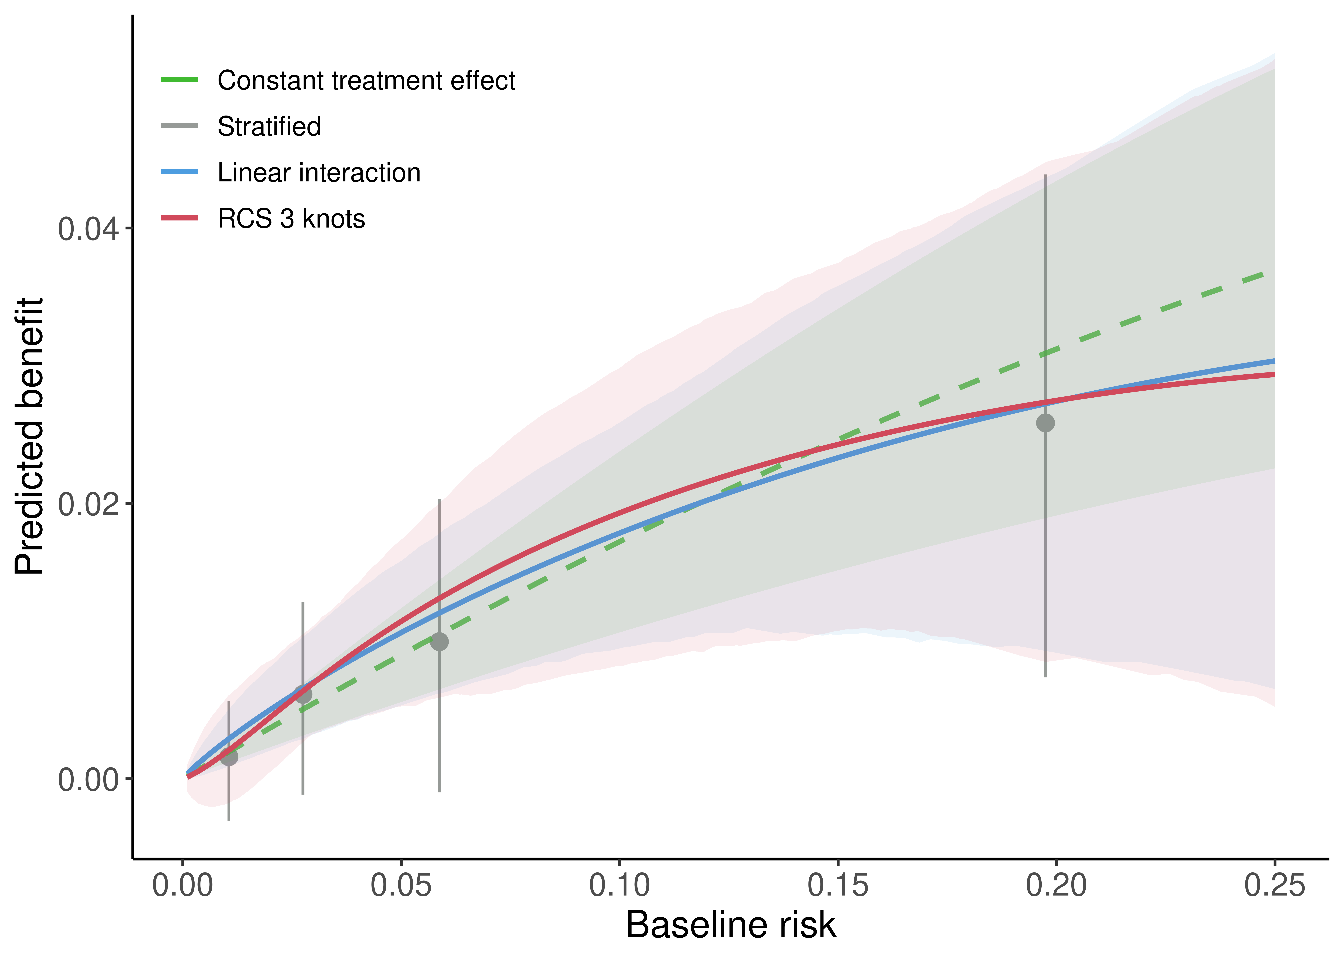 Constant treatment effect
Stratified
Linear interaction
RCS 3 knots
Predicted benefit
0.04
0.02
0.00
0.00 0.05 0.10 0.15 0.20 0.25
Baseline risk